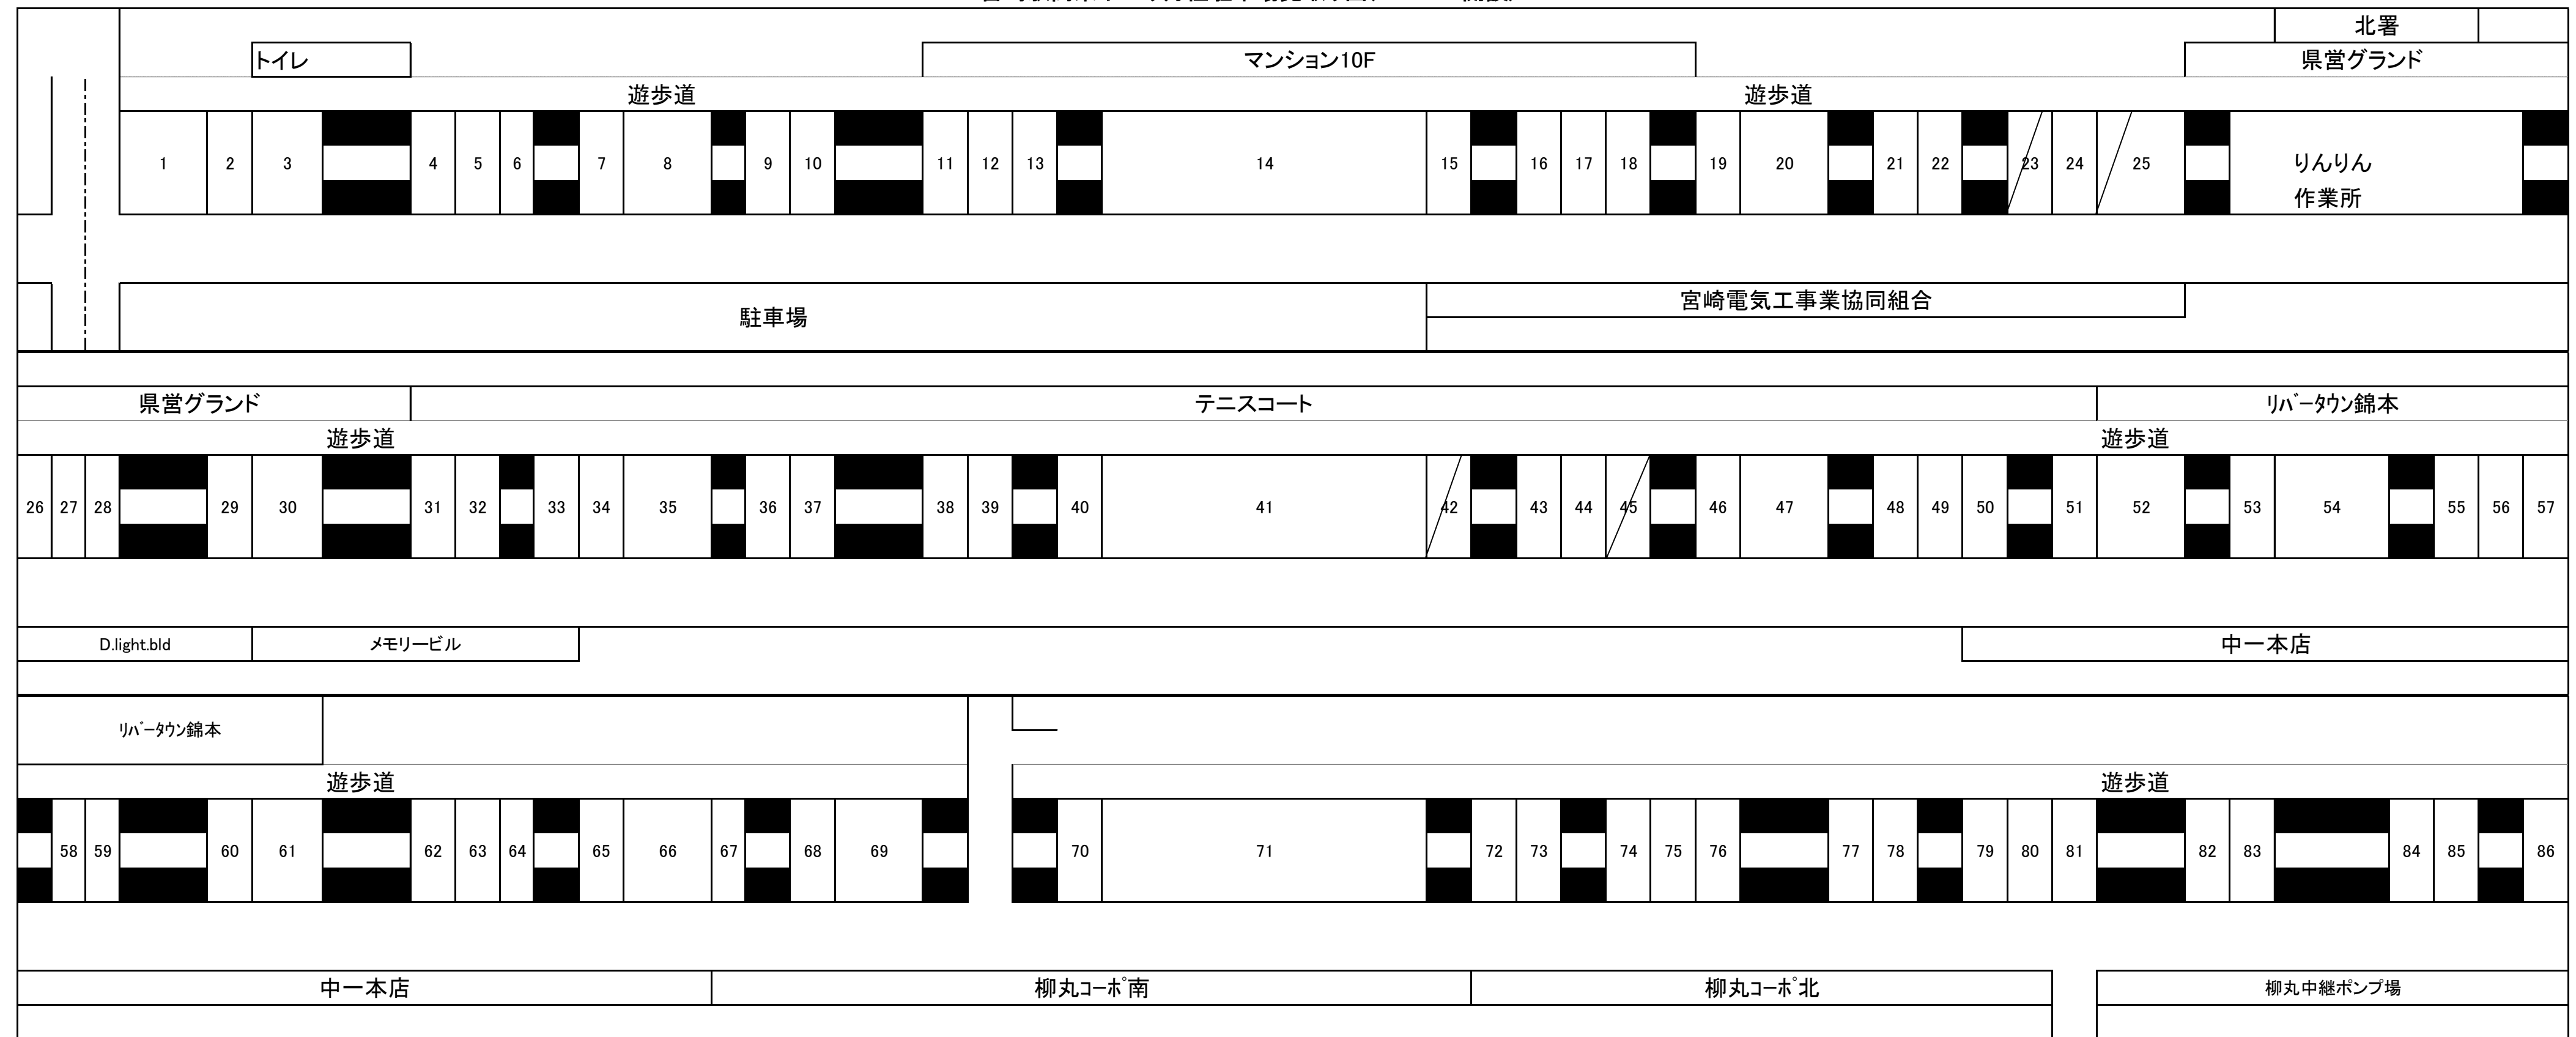 北署
トイレ マンション10F 県営グランド
遊歩道 遊歩道
1 2 3 4 5 6 7 8 9 10 11 12 13 14 15 16 17 18 19 20 21 22 23 24 25 りんりん
作業所
駐車場 宮崎電気工事業協同組合
県営グランド テニスコート ﾘﾊﾞｰﾀｳﾝ錦本
遊歩道 遊歩道
26 27 28 29 30 31 32 33 34 35 36 37 38 39 40 41 42 43 44 45 46 47 48 49 50 51 52 53 54 55 56 57
D.light.bld メモリービル 中一本店
ﾘﾊﾞｰﾀｳﾝ錦本
遊歩道 遊歩道
58 59 60 61 62 63 64 65 66 67 68 69 70 71 72 73 74 75 76 77 78 79 80 81 82 83 84 85 86
中一本店 柳丸ｺｰﾎﾟ南 柳丸ｺｰﾎﾟ北 柳丸中継ポンプ場